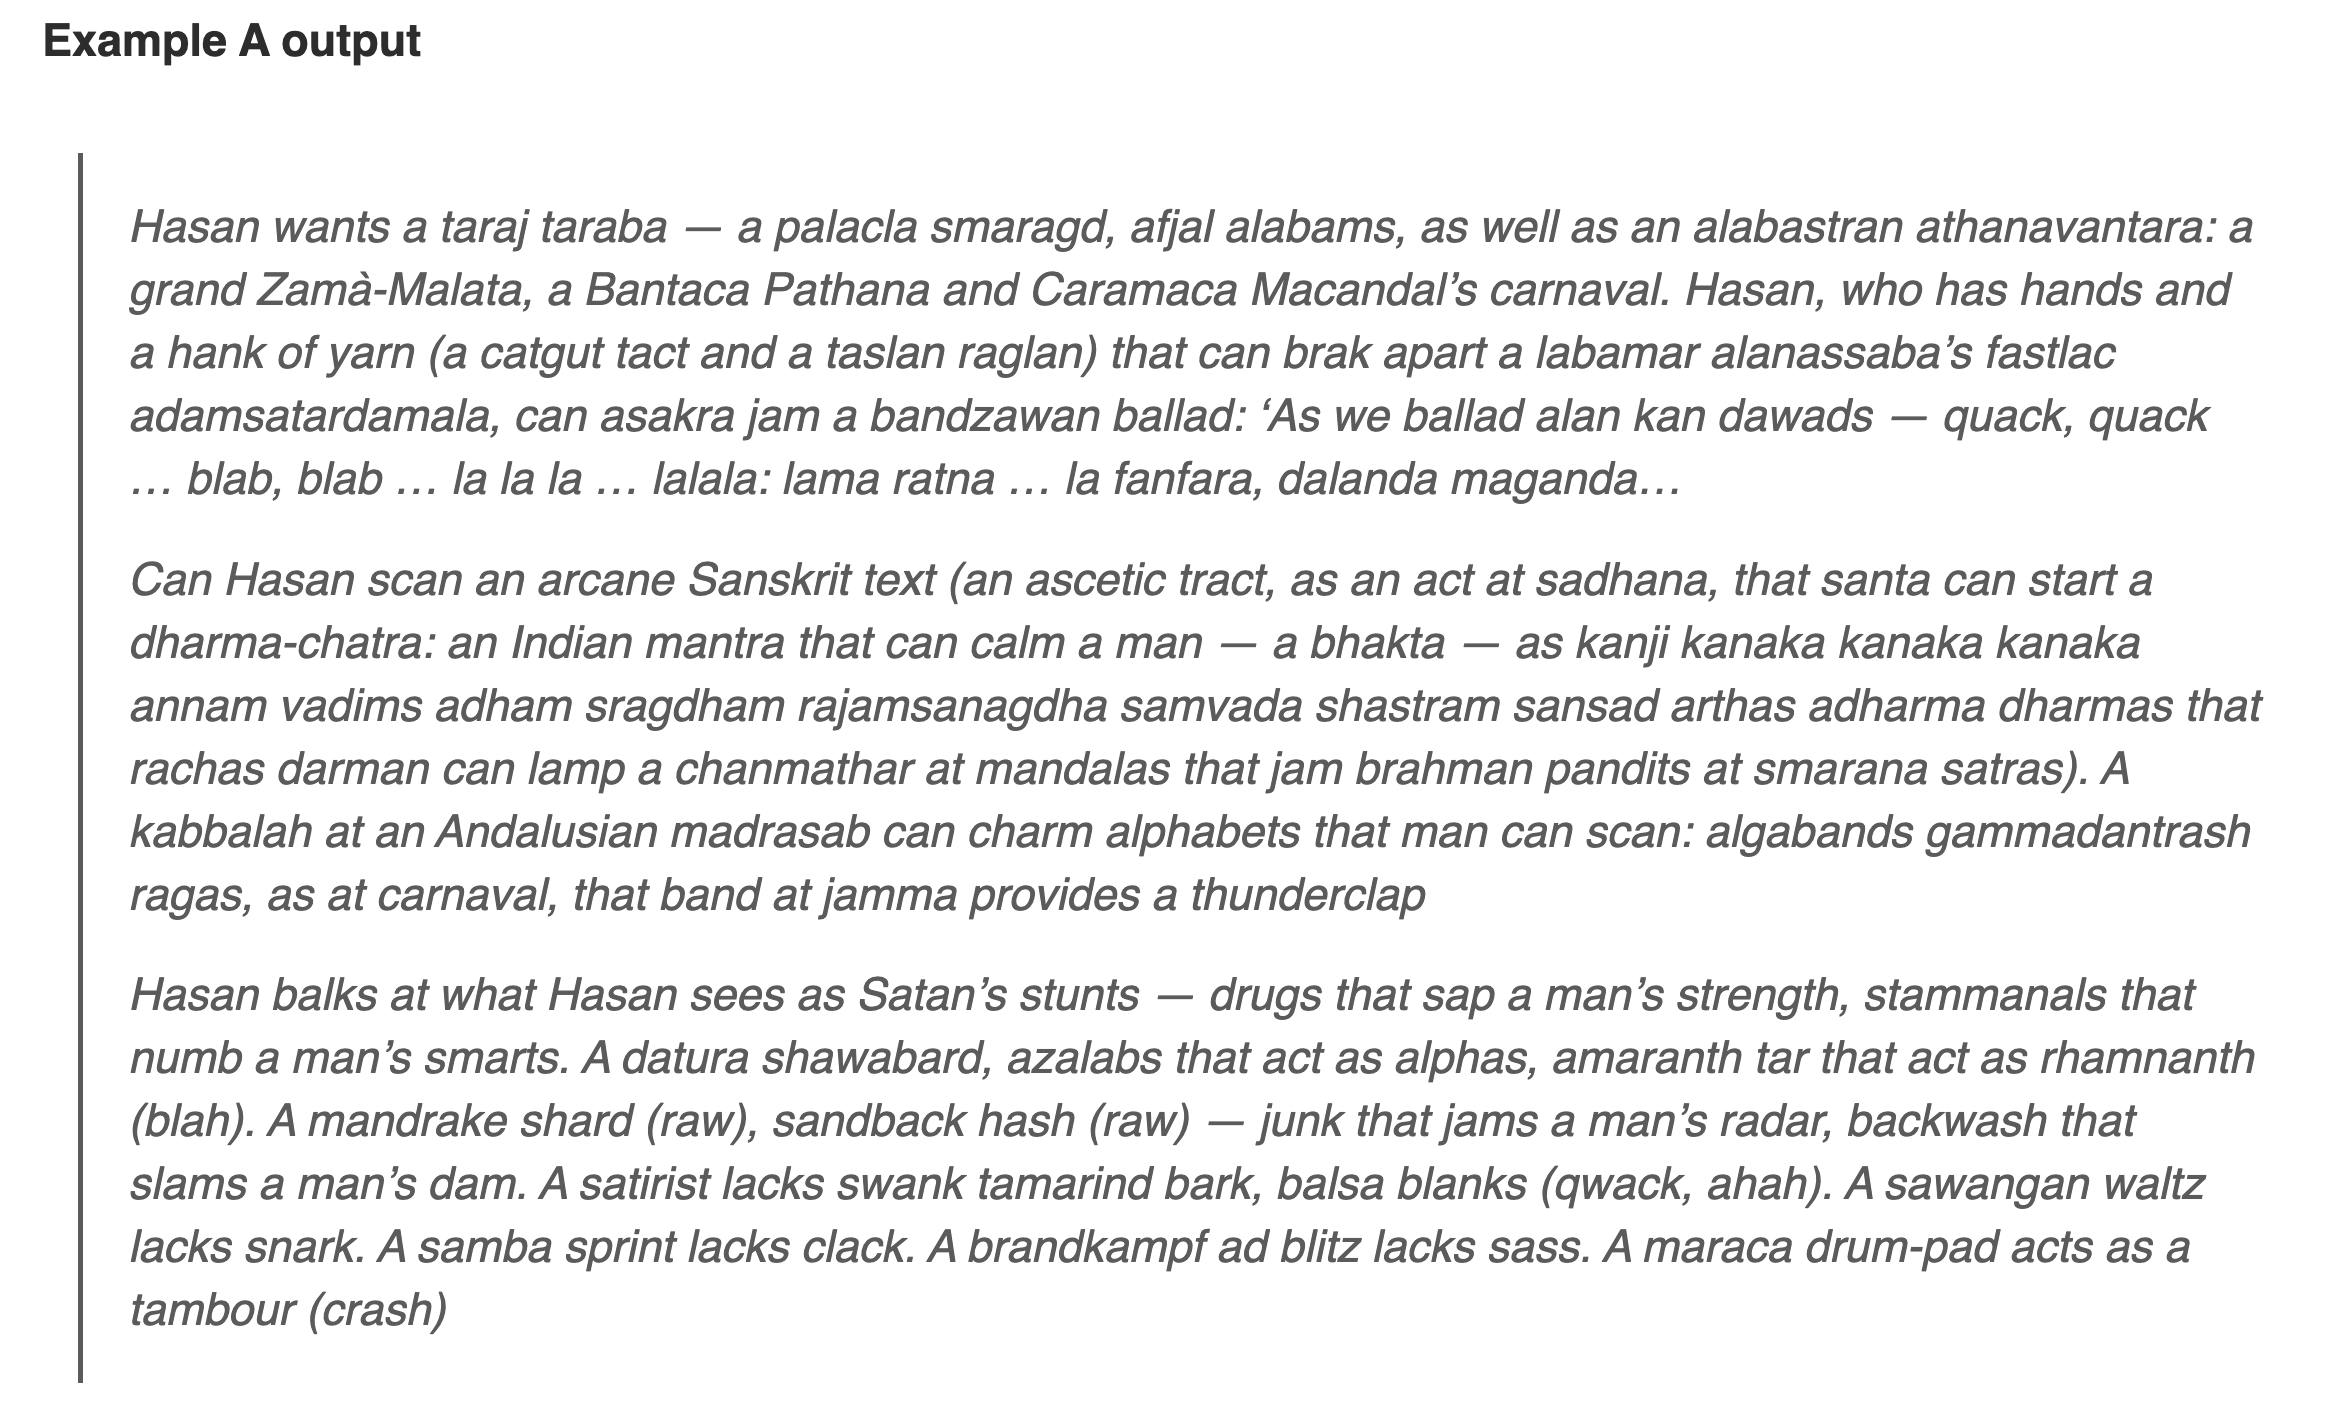 Example A output
Hasan wants a taraj taraba — a palacla smaragd, afjal alabams, as well as an alabastran athanavantara: a
grand Zamà-Malata, a Bantaca Pathana and Caramaca Macandal’s carnaval. Hasan, who has hands and
a hank of yarn (a catgut tact and a taslan raglan) that can brak apart a labamar alanassaba’s fastlac
adamsatardamala, can asakra jam a bandzawan ballad: ‘As we ballad alan kan dawads — quack, quack
… blab, blab … la la la … lalala: lama ratna … la fanfara, dalanda maganda…
Can Hasan scan an arcane Sanskrit text (an ascetic tract, as an act at sadhana, that santa can start a
dharma-chatra: an Indian mantra that can calm a man — a bhakta — as kanji kanaka kanaka kanaka
annam vadims adham sragdham rajamsanagdha samvada shastram sansad arthas adharma dharmas that
rachas darman can lamp a chanmathar at mandalas that jam brahman pandits at smarana satras). A
kabbalah at an Andalusian madrasab can charm alphabets that man can scan: algabands gammadantrash
ragas, as at carnaval, that band at jamma provides a thunderclap
Hasan balks at what Hasan sees as Satan’s stunts — drugs that sap a man’s strength, stammanals that
numb a man’s smarts. A datura shawabard, azalabs that act as alphas, amaranth tar that act as rhamnanth
(blah). A mandrake shard (raw), sandback hash (raw) — junk that jams a man’s radar, backwash that
slams a man’s dam. A satirist lacks swank tamarind bark, balsa blanks (qwack, ahah). A sawangan waltz
lacks snark. A samba sprint lacks clack. A brandkampf ad blitz lacks sass. A maraca drum-pad acts as a
tambour (crash)